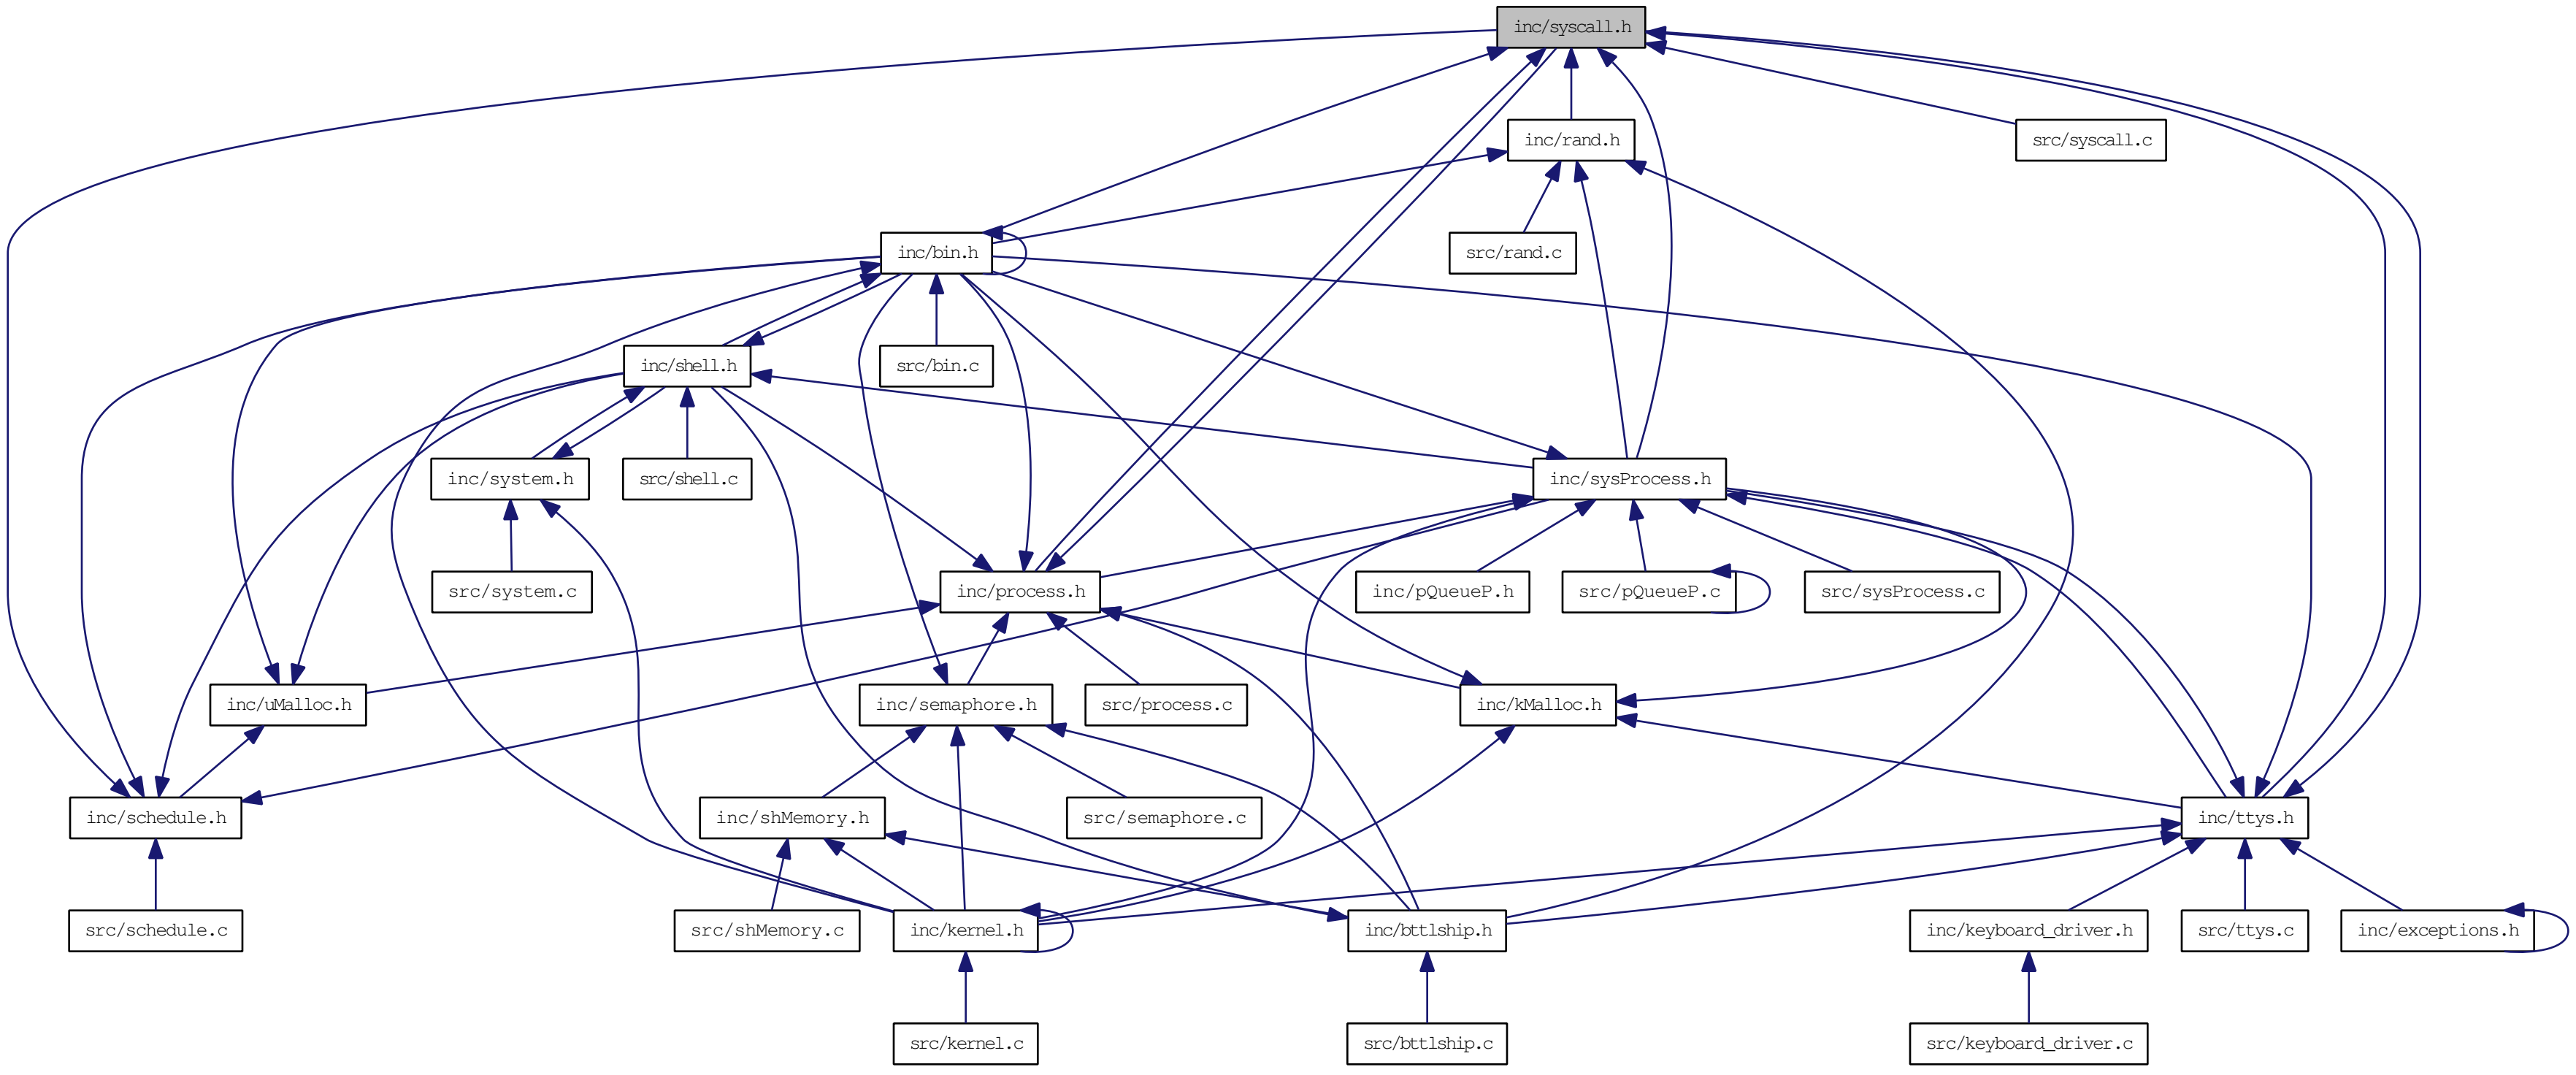 inc/syscall.h
inc/rand.h
src/syscall.c
inc/bin.h
src/rand.c
inc/shell.h
src/bin.c
inc/system.h
src/shell.c
inc/sysProcess.h
src/system.c
inc/process.h
inc/pQueueP.h
src/pQueueP.c
src/sysProcess.c
inc/uMalloc.h
inc/semaphore.h
src/process.c
inc/kMalloc.h
inc/schedule.h
inc/shMemory.h
src/semaphore.c
inc/ttys.h
src/schedule.c
src/shMemory.c
inc/kernel.h
inc/bttlship.h
inc/keyboard_driver.h
src/ttys.c
inc/exceptions.h
src/kernel.c
src/bttlship.c
src/keyboard_driver.c